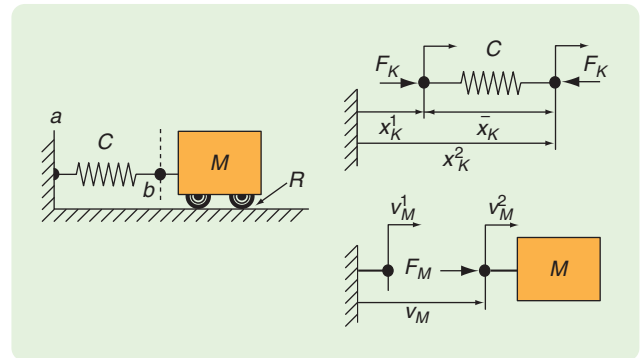 a
C
M
b
R
F_K
C
F_K
x_K^1
x̄_K
x_K^2
v_M^1
v_M^2
F_M
M
v_M